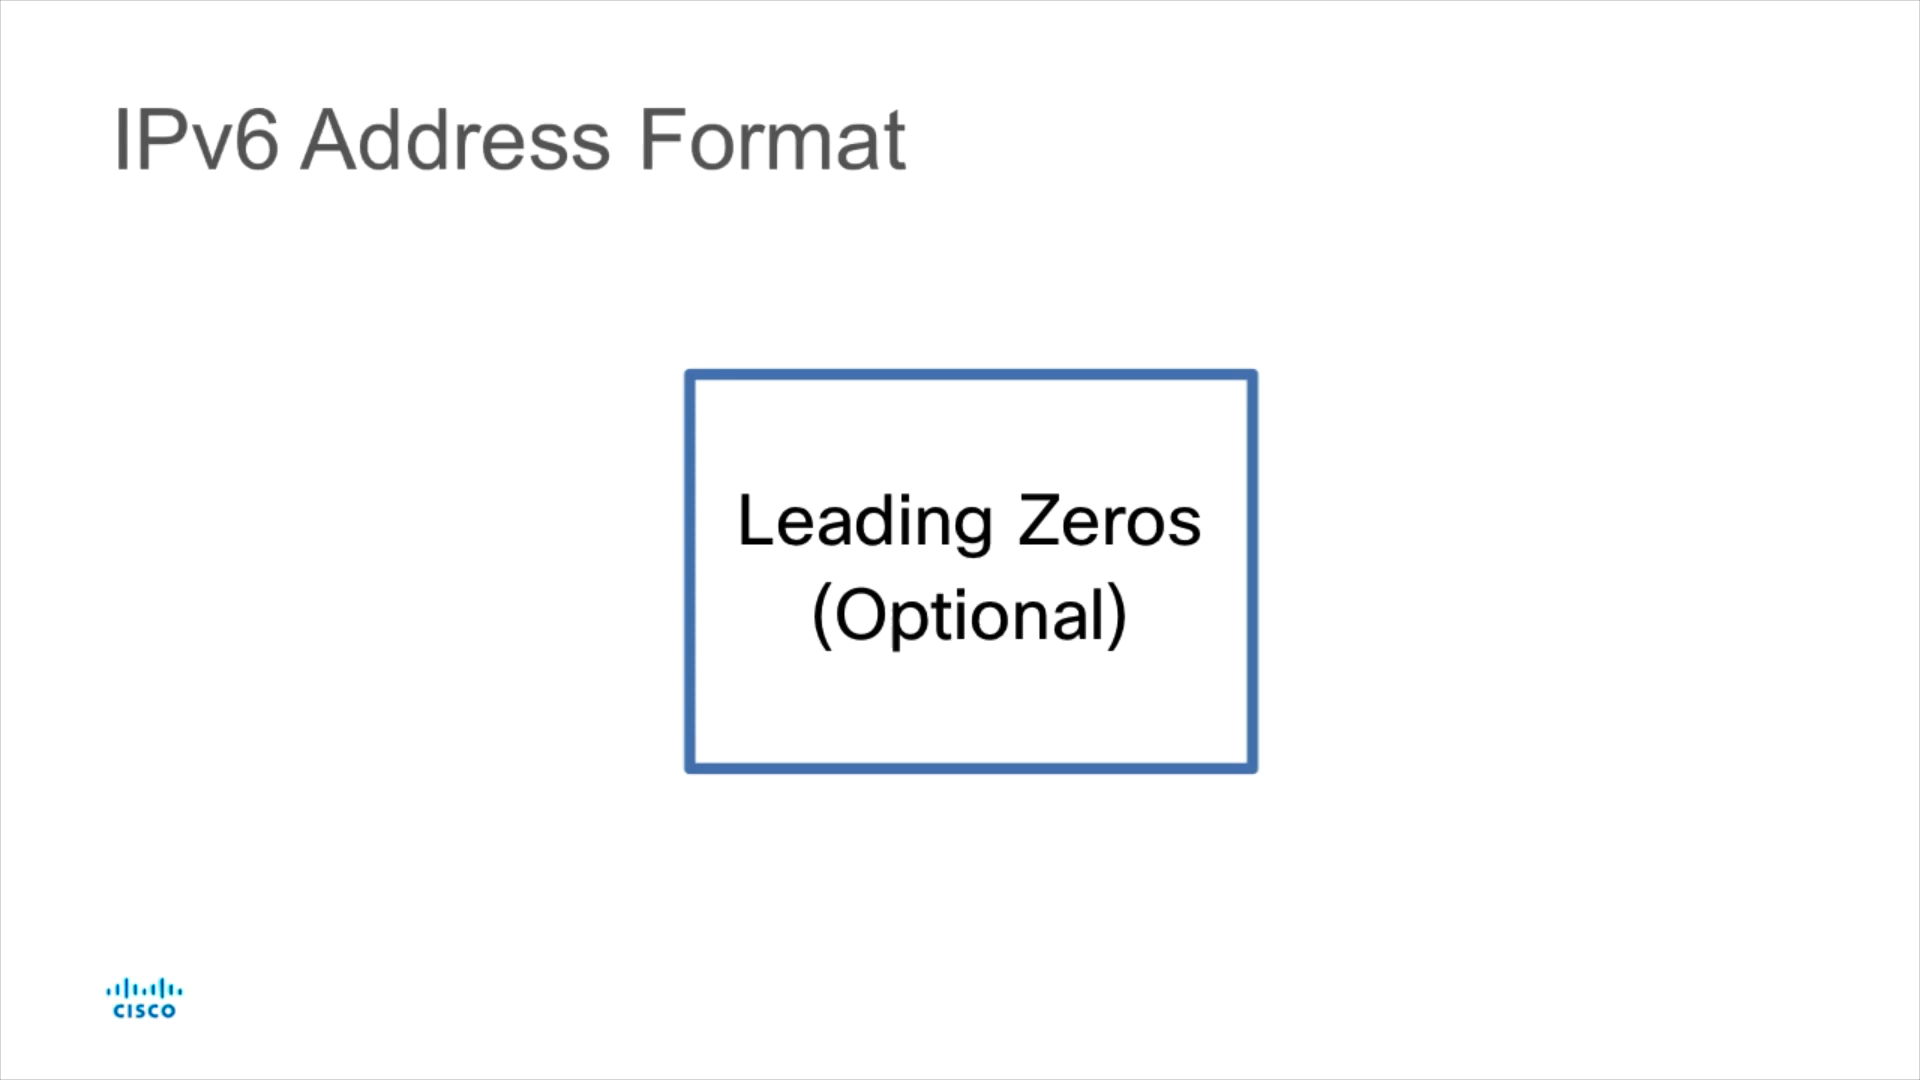 IPv6 Address Format
Leading Zeros
(Optional)
CISCO